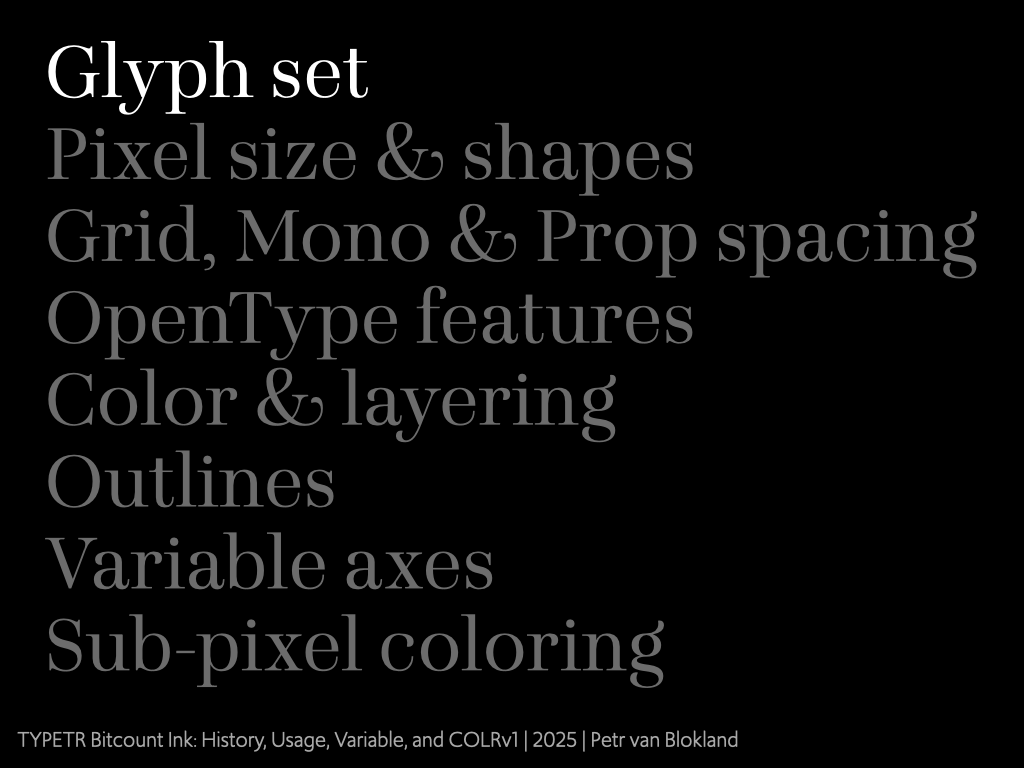 Glyph set
Pixel size & shapes
Grid, Mono & Prop spacing
OpenType features
Color & layering
Outlines
Variable axes
Sub-pixel coloring
TYPETR Bitcount Ink: History, Usage, Variable, and COLRv1 | 2025 | Petr van Blokland